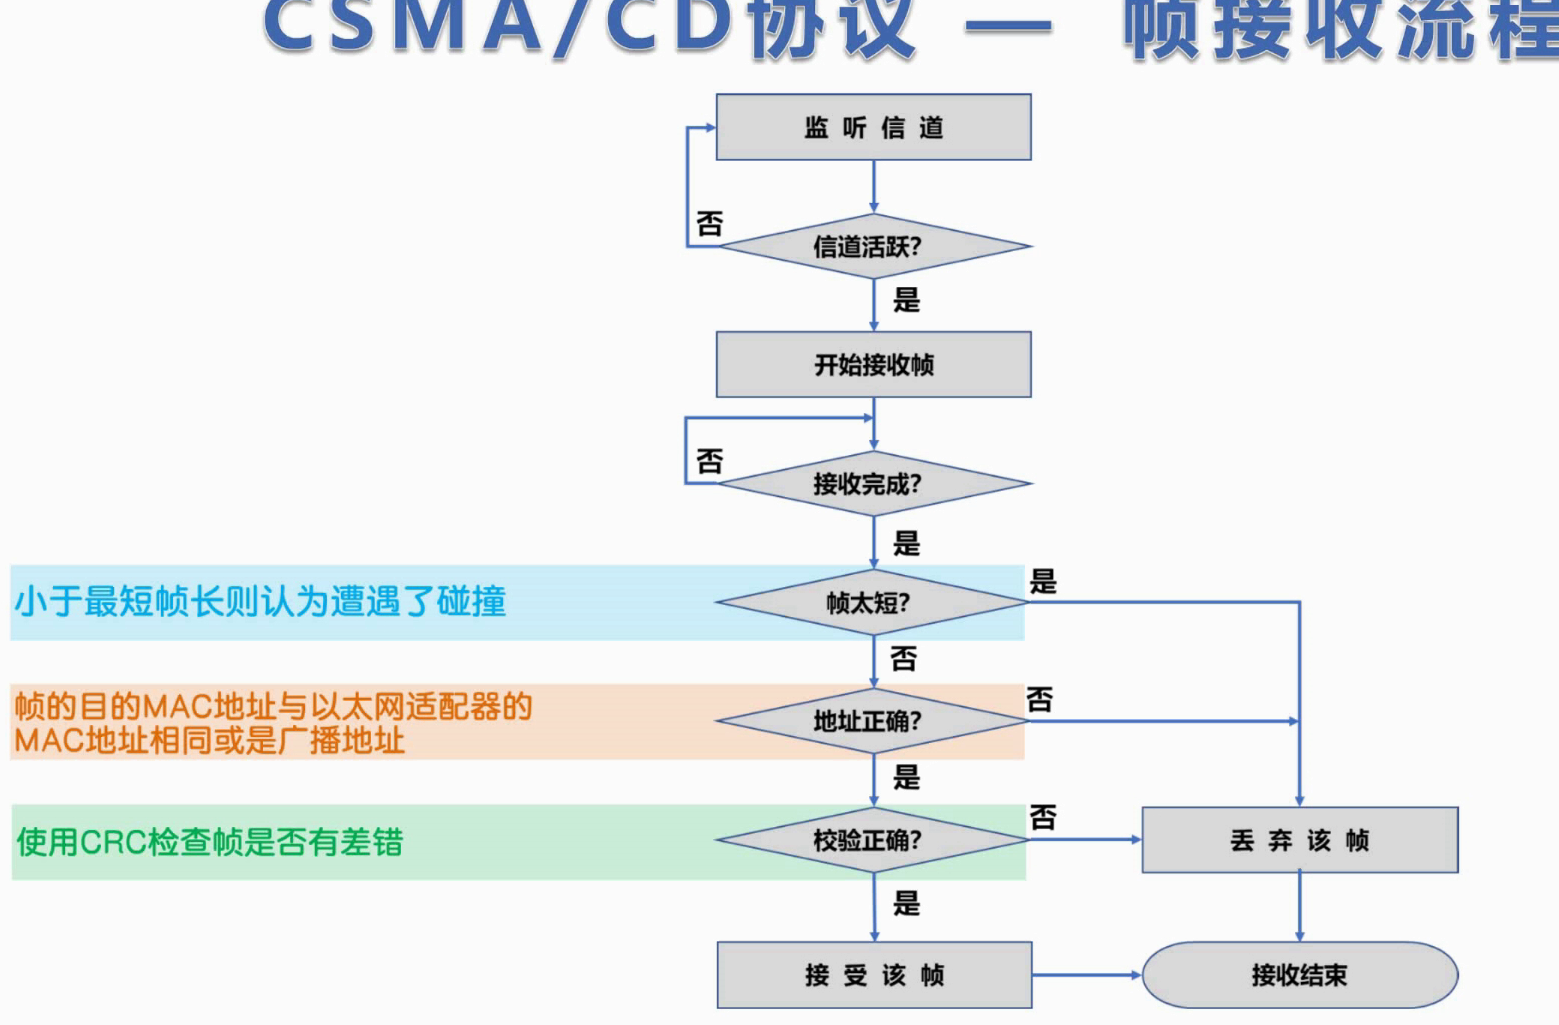 CSMA/CD协议 — 帧接收流程
监听信道
否
信道活跃?
是
开始接收帧
否
接收完成?
是
小于最短帧长则认为遭遇了碰撞
帧太短?
是
否
帧的目的MAC地址与以太网适配器的
MAC地址相同或是广播地址
地址正确?
否
是
使用CRC检查帧是否有差错
校验正确?
否
丢弃该帧
是
接受该帧
接收结束